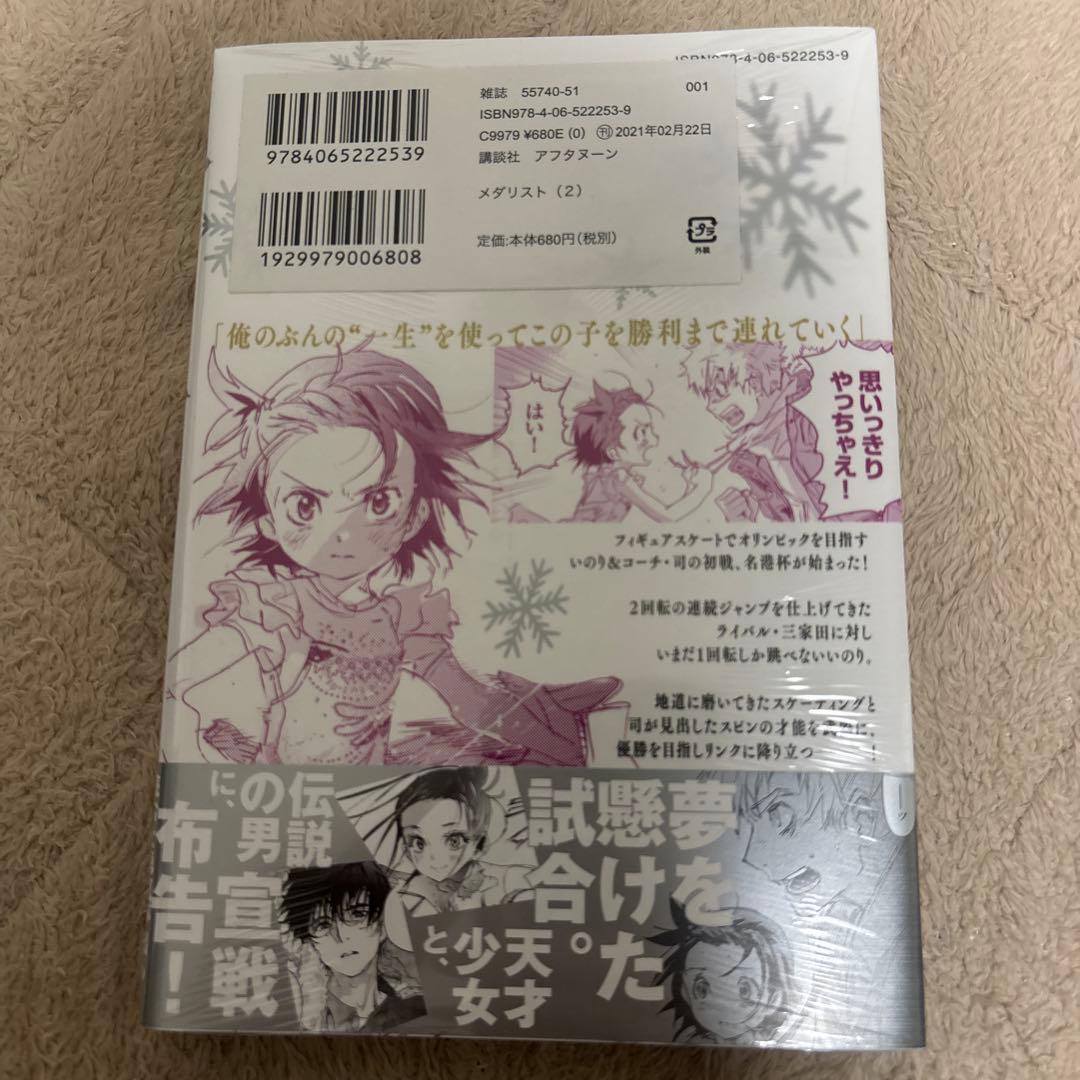 ISBN978-4-06-522253-9
雑誌 55740-51 001
ISBN978-4-06-522253-9
C9979 ¥680E (0) ㊞2021年02月22日
講談社 アフタヌーン
9784065222539
メダリスト(2)
定価:本体680円(税別)
プラ
外装
1929979006808
「俺のぶんの“一生”を使ってこの子を勝利まで連れていく」
思いっきり
やっちゃえ!
はい!
フィギュアスケートでオリンピックを目指す
いのり&コーチ・司の初戦、名港杯が始まった!
2回転の連続ジャンプを仕上げてきた
ライバル・三家田に対し
いまだ1回転しか跳べないいのり。
地道に磨いてきたスケーティングと
司が見出したスピンの才能を武器に、
優勝を目指しリンクに降り立つ――!
夢を
懸けた
試合。
天才
少女
と、
伝説
の男
に、
宣戦
布告!